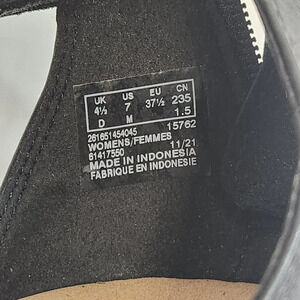 UK US EU CN
4½ 7 37½ 235
D M 1.5
261651454045 15762
WOMENS/FEMMES
61417550 11/21
MADE IN INDONESIA
FABRIQUE EN INDONESIE